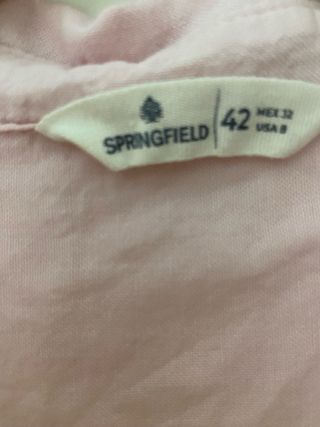 SPRINGFIELD
42
MEX 32
USA 8